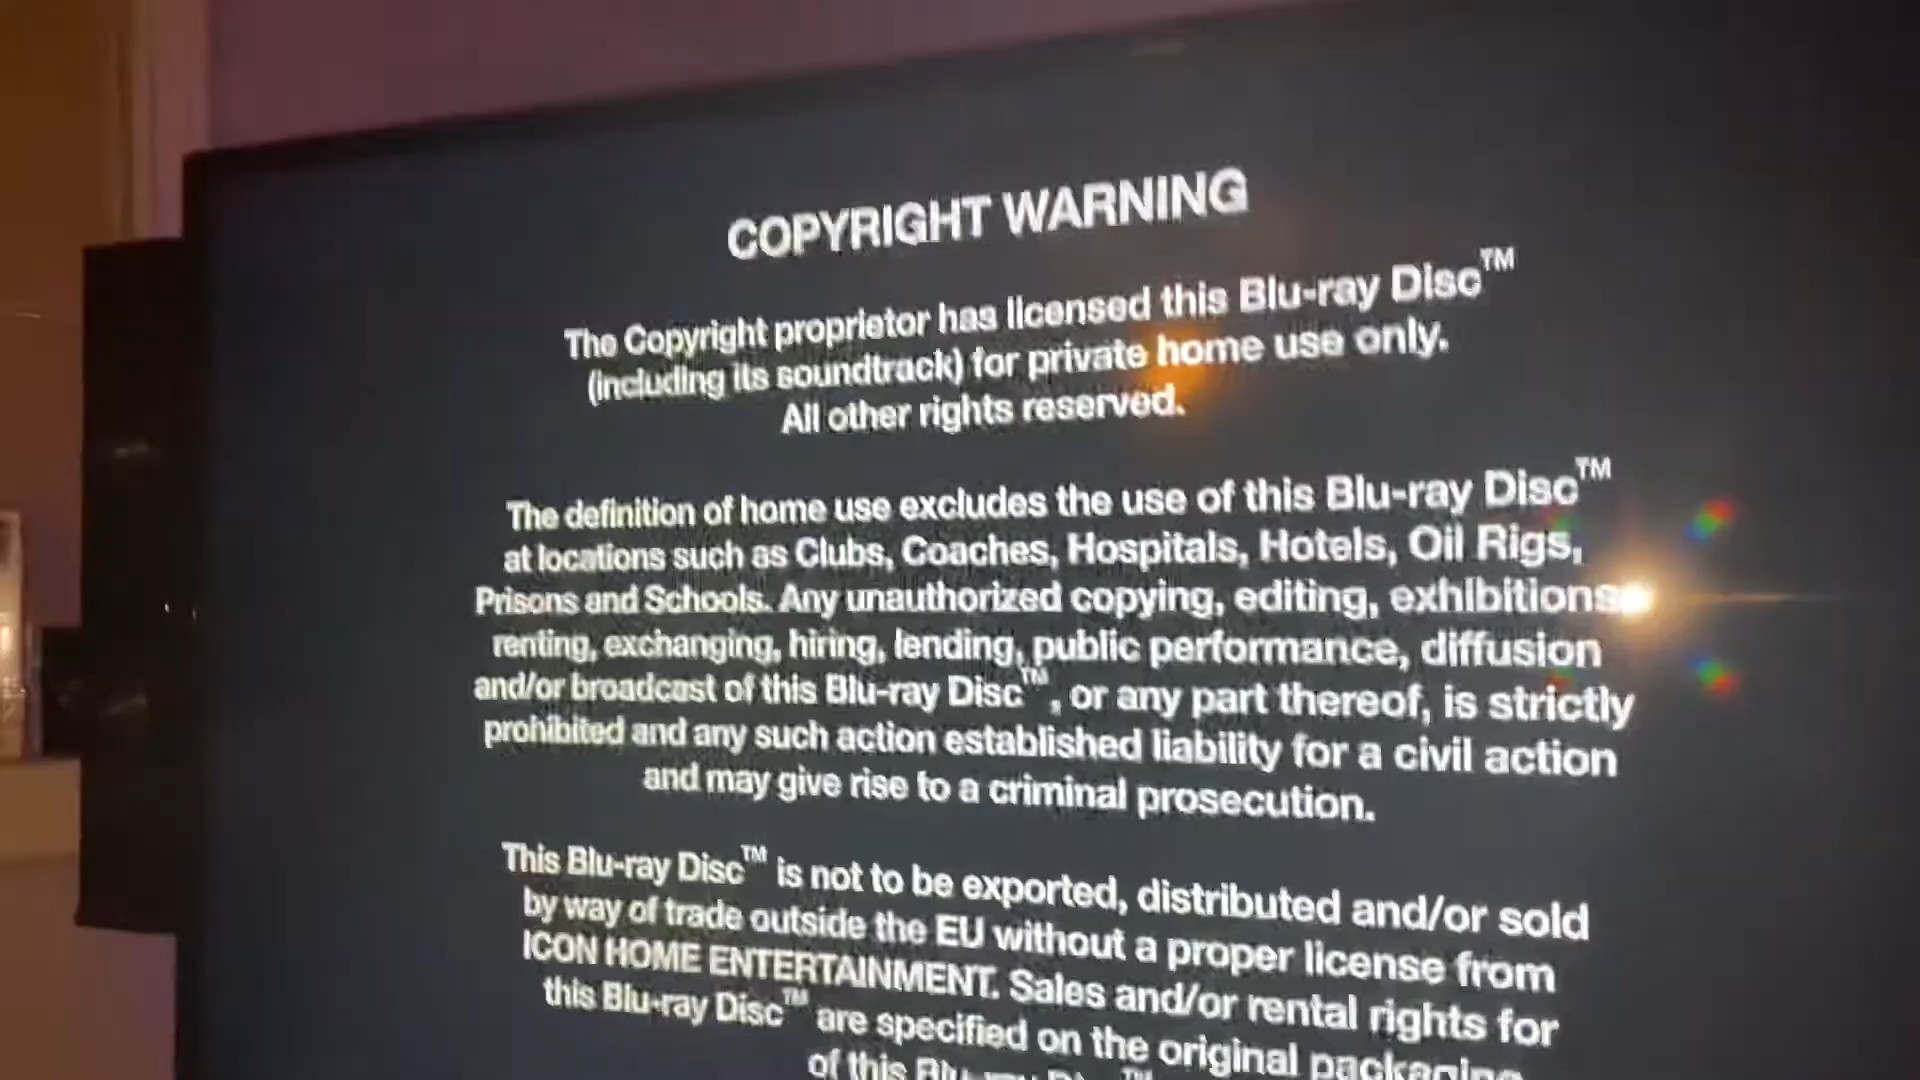 COPYRIGHT WARNING
The Copyright proprietor has licensed this Blu-ray Disc™
(including its soundtrack) for private home use only.
All other rights reserved.
The definition of home use excludes the use of this Blu-ray Disc™
at locations such as Clubs, Coaches, Hospitals, Hotels, Oil Rigs,
Prisons and Schools. Any unauthorized copying, editing, exhibitions
renting, exchanging, hiring, lending, public performance, diffusion
and/or broadcast of this Blu-ray Disc™, or any part thereof, is strictly
prohibited and any such action established liability for a civil action
and may give rise to a criminal prosecution.
This Blu-ray Disc™ is not to be exported, distributed and/or sold
by way of trade outside the EU without a proper license from
ICON HOME ENTERTAINMENT. Sales and/or rental rights for
this Blu-ray Disc™ are specified on the original packaging
of this